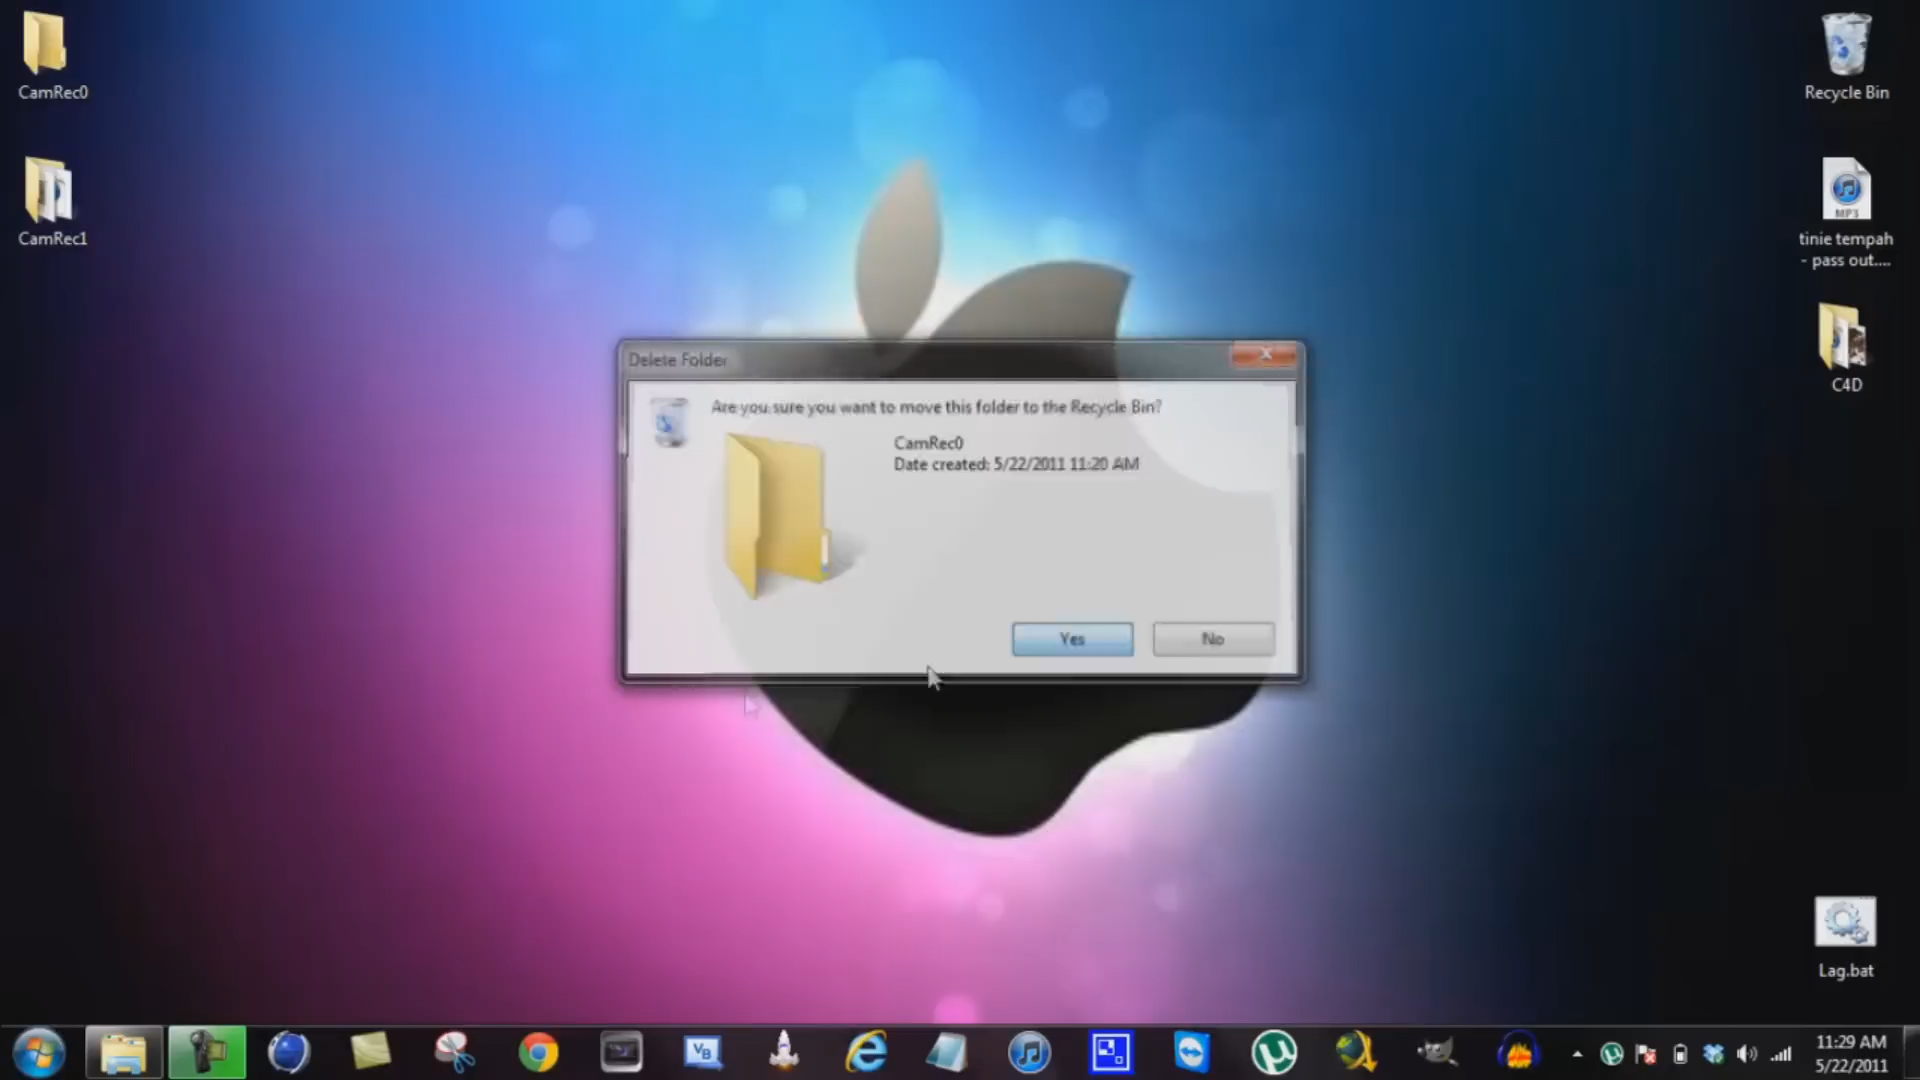 CamRec0
CamRec1
Recycle Bin
MP3
tinie tempah
- pass out....
C4D
Delete Folder
Are you sure you want to move this folder to the Recycle Bin?
CamRec0
Date created: 5/22/2011 11:20 AM
Yes
No
Lag.bat
VB
11:29 AM
5/22/2011